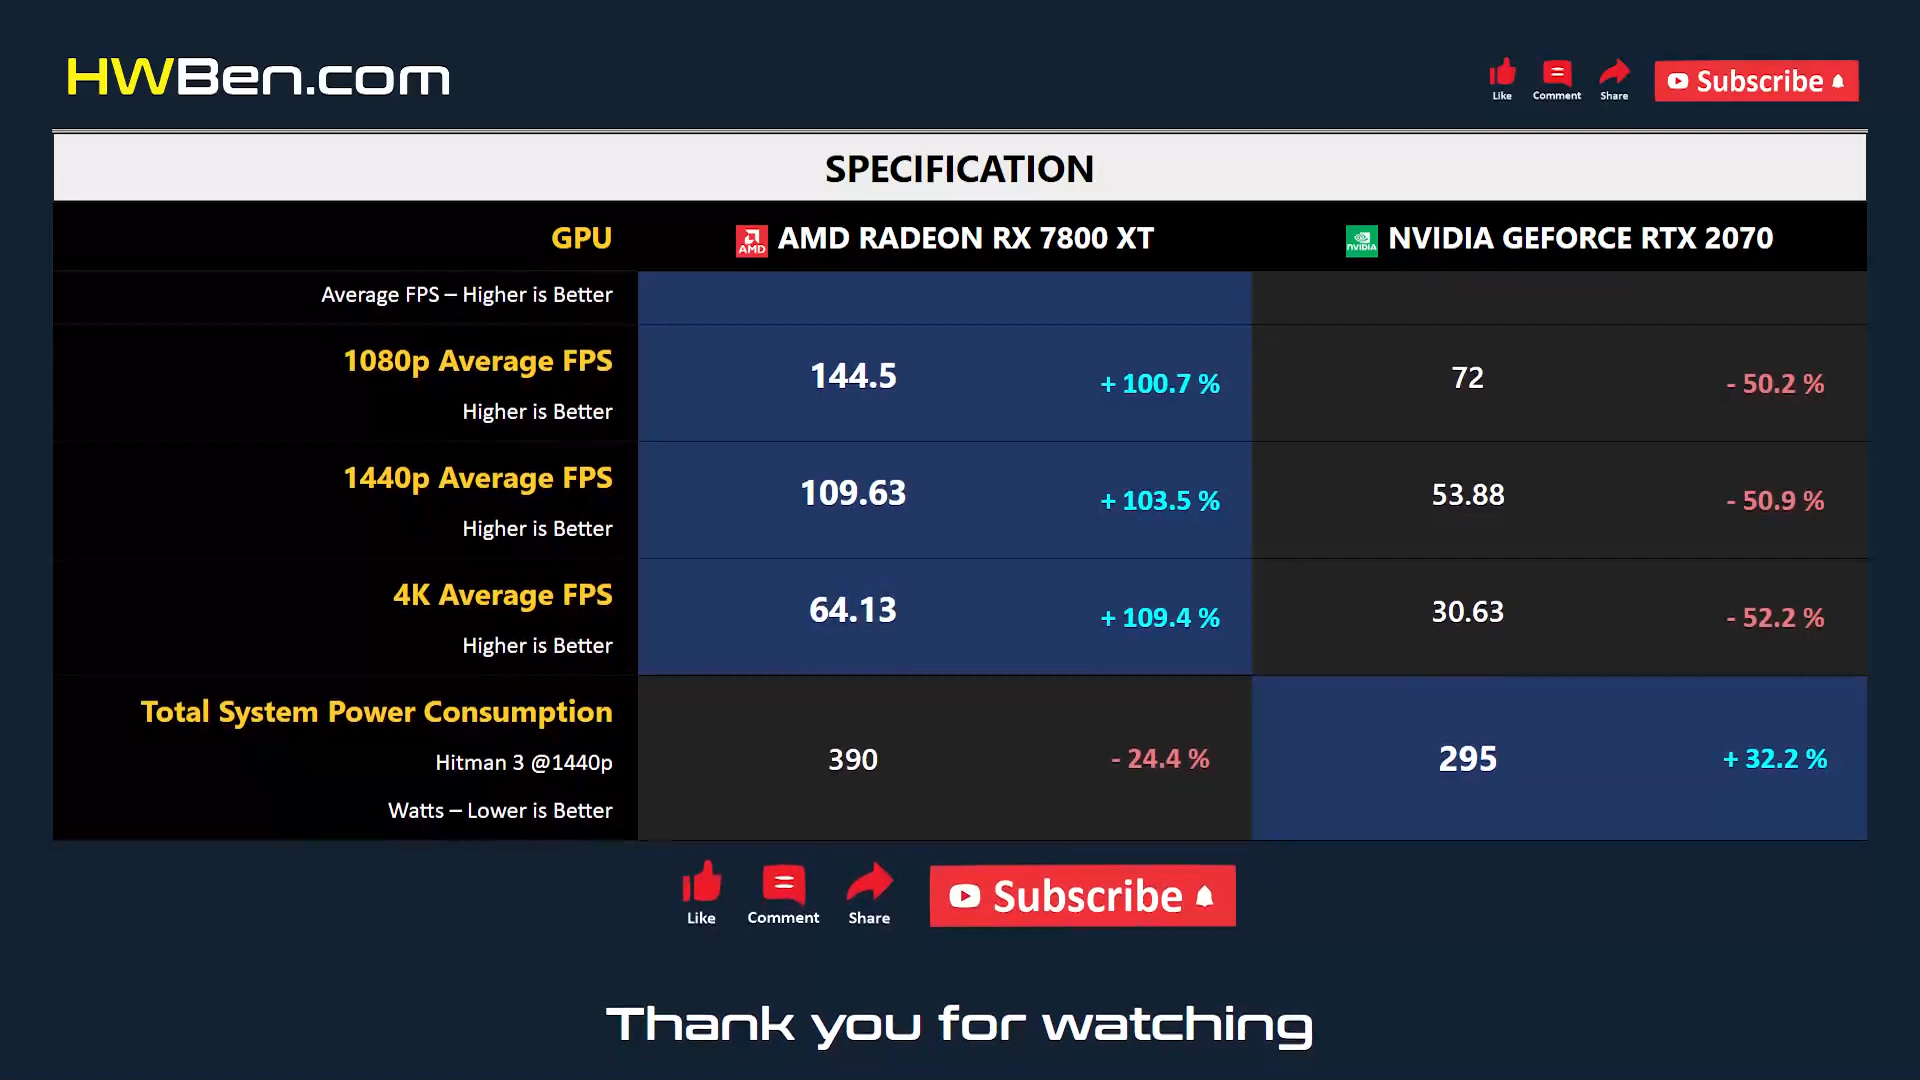 HWBen.com
Like
Comment
Share
Subscribe
SPECIFICATION
GPU
AMD
AMD RADEON RX 7800 XT
NVIDIA
NVIDIA GEFORCE RTX 2070
Average FPS – Higher is Better
1080p Average FPS
Higher is Better
144.5
+ 100.7 %
72
- 50.2 %
1440p Average FPS
Higher is Better
109.63
+ 103.5 %
53.88
- 50.9 %
4K Average FPS
Higher is Better
64.13
+ 109.4 %
30.63
- 52.2 %
Total System Power Consumption
Hitman 3 @1440p
Watts – Lower is Better
390
- 24.4 %
295
+ 32.2 %
Like
Comment
Share
Subscribe
Thank you for watching